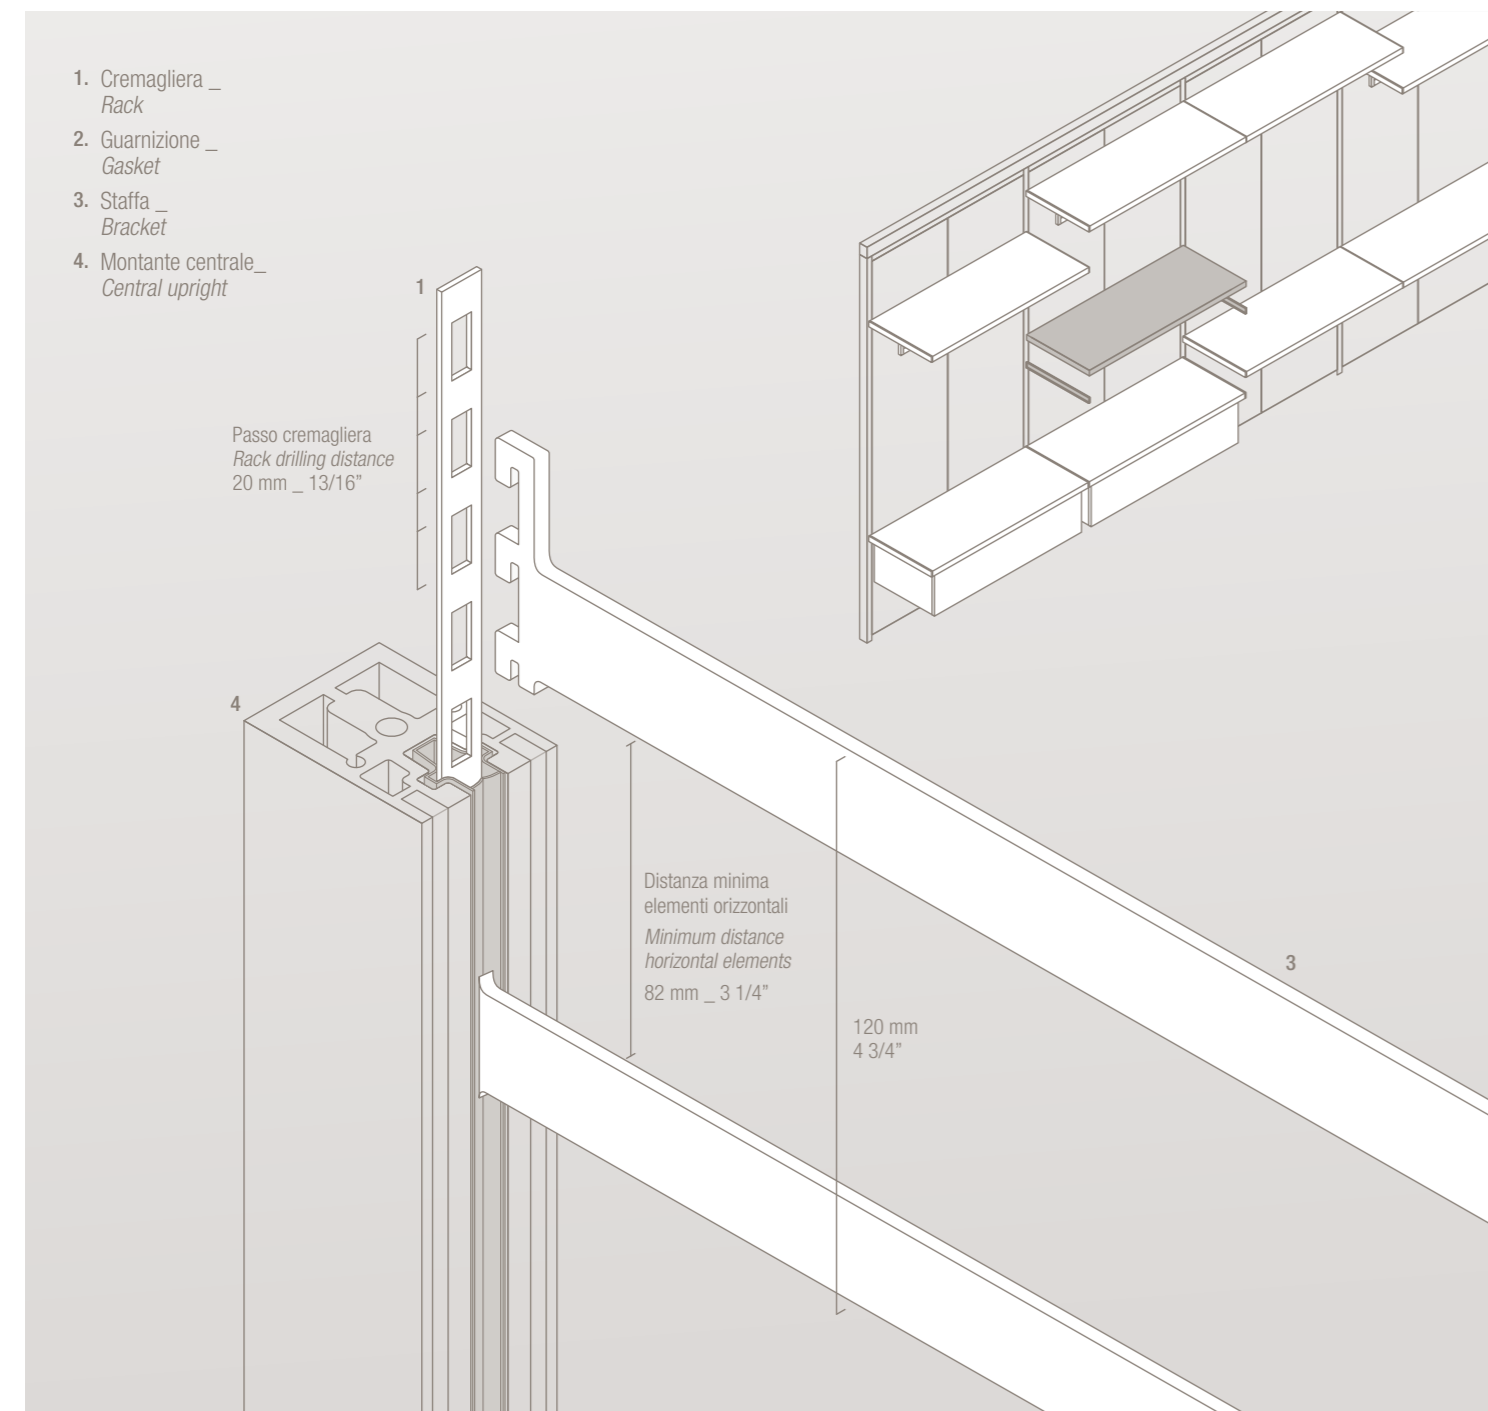 1. Cremagliera _
Rack
2. Guarnizione _
Gasket
3. Staffa _
Bracket
4. Montante centrale_
Central upright
1
Passo cremagliera
Rack drilling distance
20 mm _ 13/16”
4
Distanza minima
elementi orizzontali
Minimum distance
horizontal elements
82 mm _ 3 1/4”
3
120 mm
4 3/4”